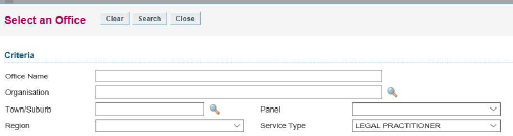 Select an Office Clear Search Close
Criteria
Office Name
Organisation
Town/Suburb Panel
Region Service Type LEGAL PRACTITIONER